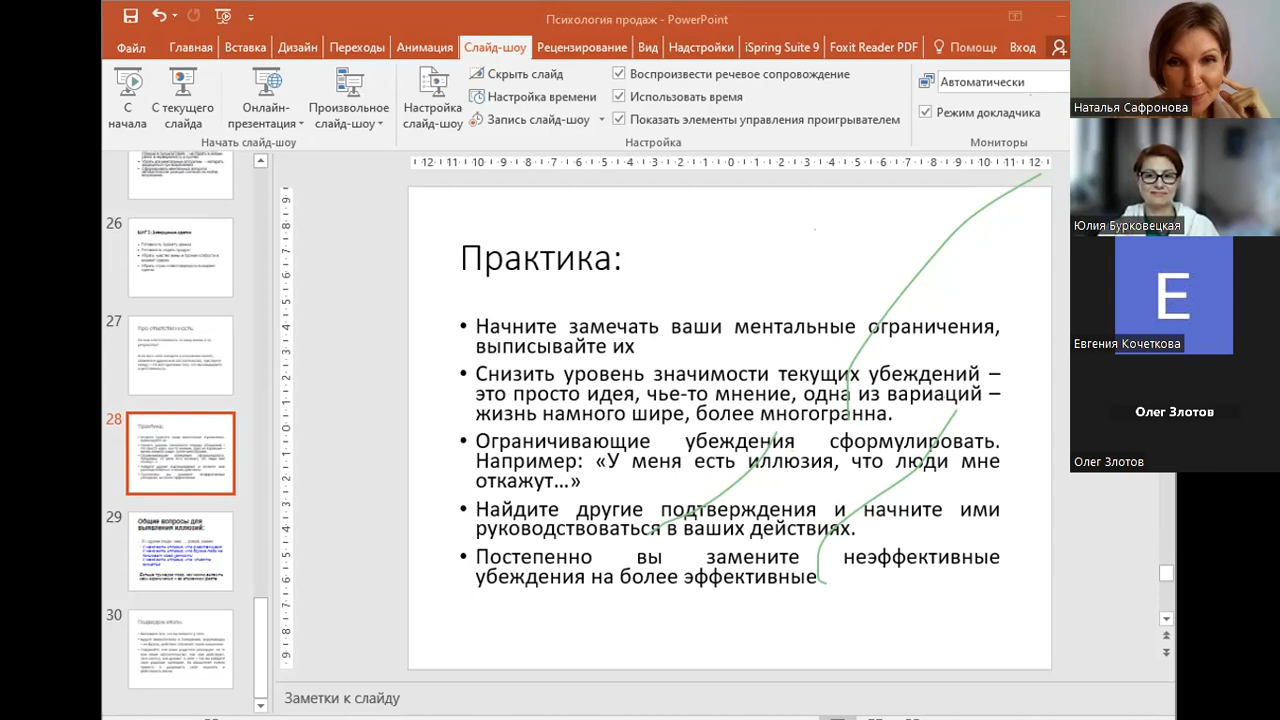 Психология продаж - PowerPoint
Файл
Главная
Вставка
Дизайн
Переходы
Анимация
Слайд-шоу
Рецензирование
Вид
Надстройки
iSpring Suite 9
Foxit Reader PDF
Помощн
Вход
С начала
С текущего слайда
Онлайн-презентация
Произвольное слайд-шоу
Настройка слайд-шоу
Скрыть слайд
Настройка времени
Запись слайд-шоу
Воспроизвести речевое сопровождение
Использовать время
Показать элементы управления проигрывателем
Автоматически
Режим докладчика
Начать слайд-шоу
Настройка
Мониторы
Наталья Сафронова
Юлия Бурковецкая
Е
Евгения Кочеткова
Олег Злотов
Олег Злотов
26
27
28
29
Общие вопросы для
выявления иллюзий:
30
Практика:
• Начните замечать ваши ментальные ограничения,
выписывайте их
• Снизить уровень значимости текущих убеждений –
это просто идея, чье-то мнение, одна из вариаций –
жизнь намного шире, более многогранна.
• Ограничивающие убеждения сформулировать.
Например: «У меня есть иллюзия, что люди мне
откажут…»
• Найдите другие подтверждения и начните ими
руководствоваться в ваших действиях.
• Постепенно вы замените неэффективные
убеждения на более эффективные
Заметки к слайду